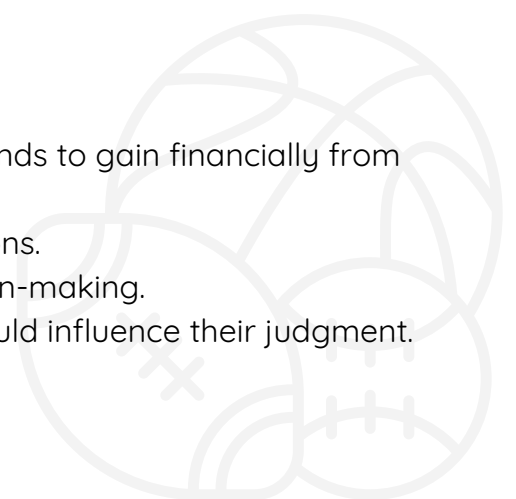 nds to gain financially from
ns.
n-making.
uld influence their judgment.